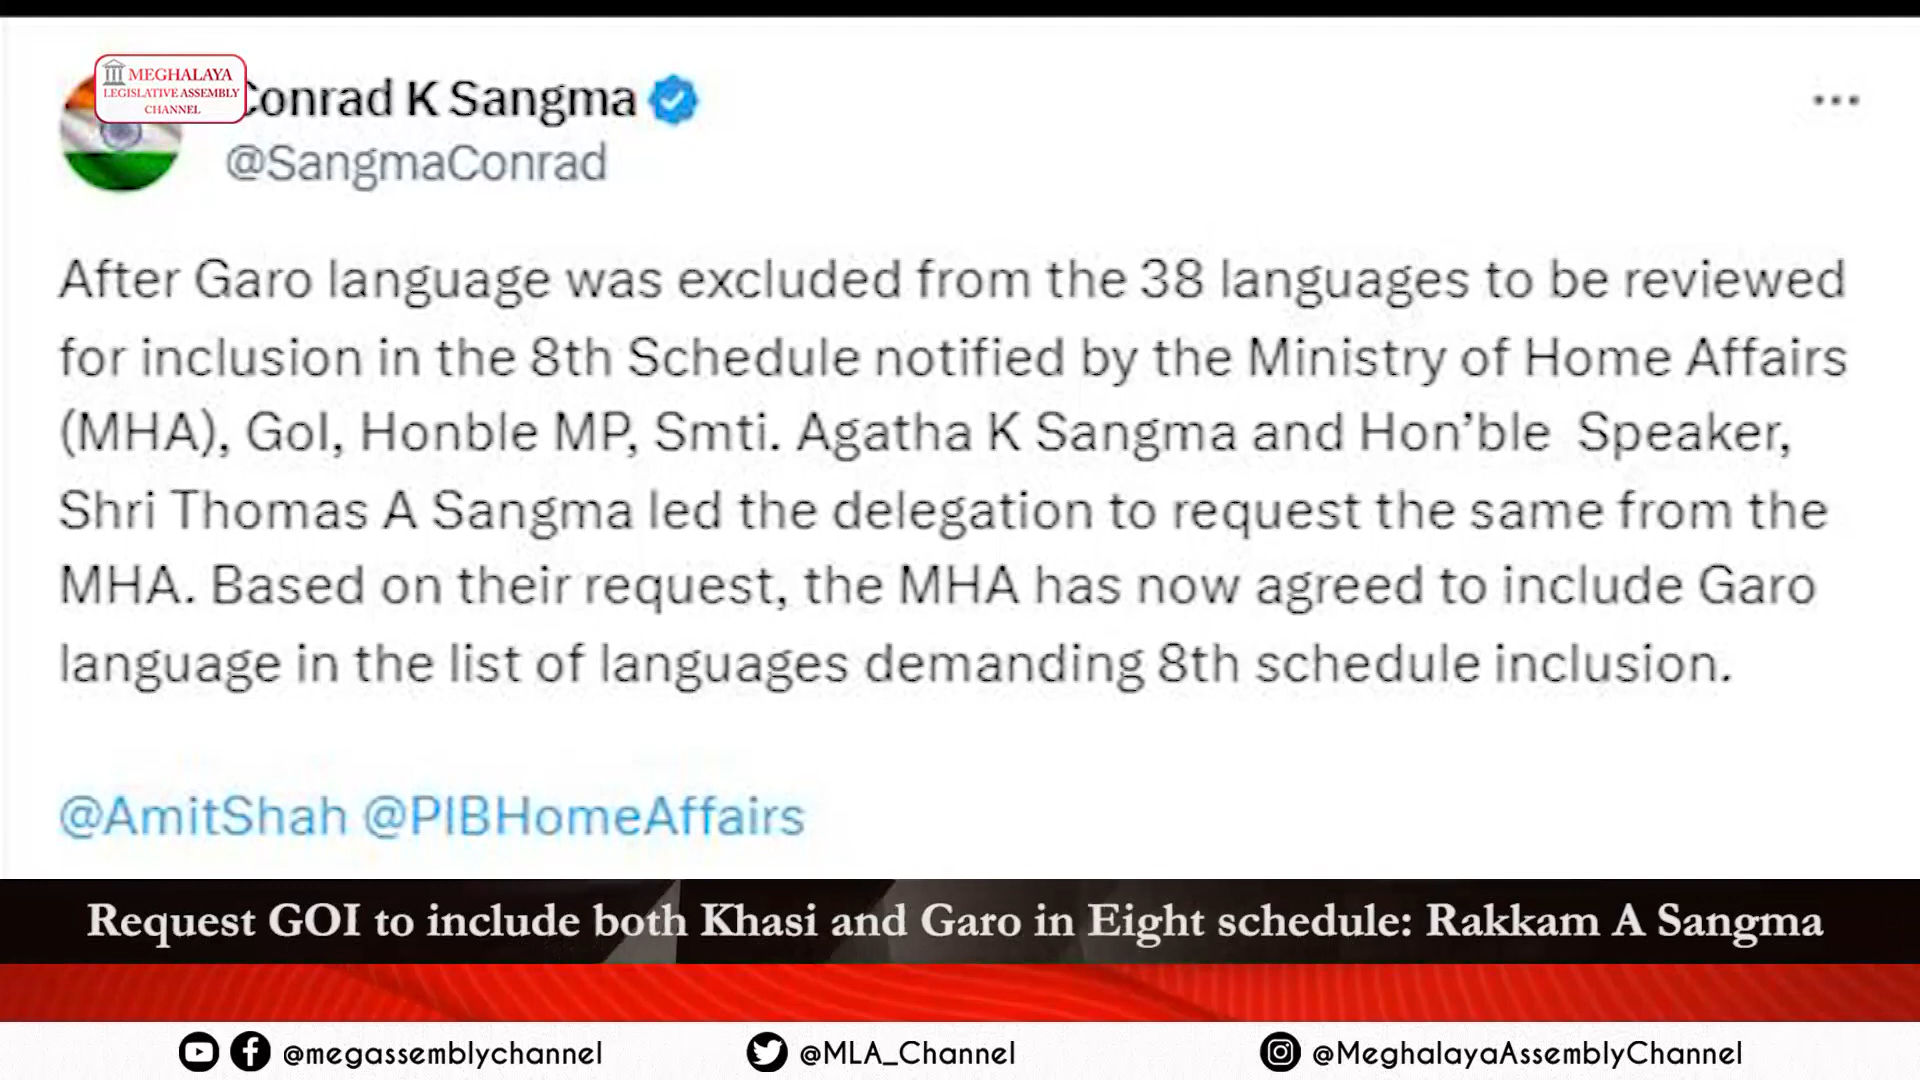 MEGHALAYA
LEGISLATIVE ASSEMBLY
CHANNEL
Conrad K Sangma
@SangmaConrad
After Garo language was excluded from the 38 languages to be reviewed
for inclusion in the 8th Schedule notified by the Ministry of Home Affairs
(MHA), GoI, Honble MP, Smti. Agatha K Sangma and Hon’ble Speaker,
Shri Thomas A Sangma led the delegation to request the same from the
MHA. Based on their request, the MHA has now agreed to include Garo
language in the list of languages demanding 8th schedule inclusion.
@AmitShah @PIBHomeAffairs
Request GOI to include both Khasi and Garo in Eight schedule: Rakkam A Sangma
@megassemblychannel
@MLA_Channel
@MeghalayaAssemblyChannel